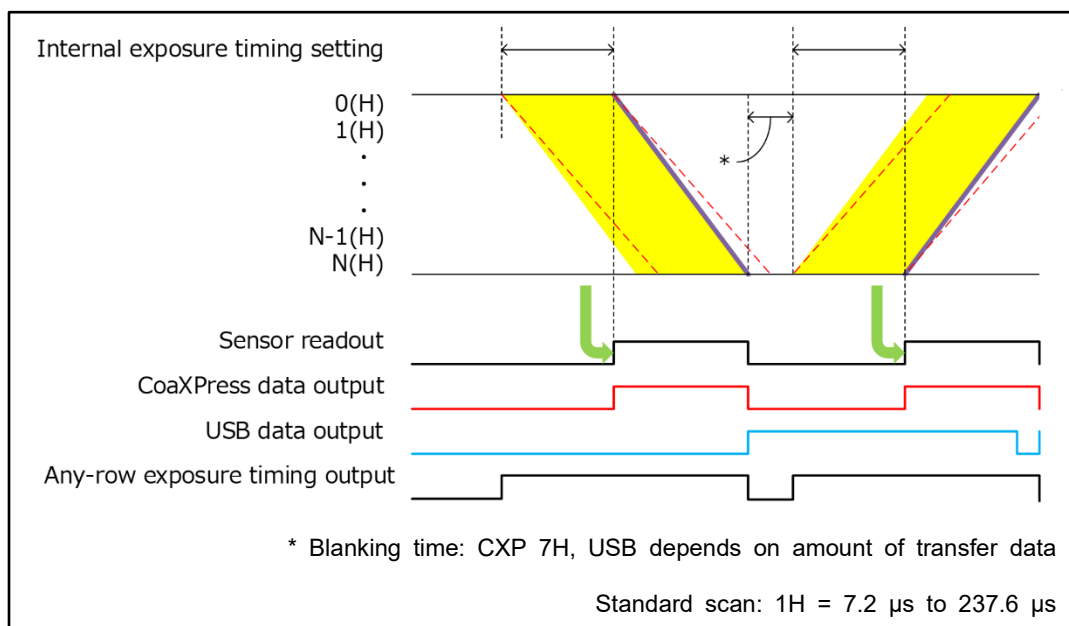 Internal exposure timing setting
0(H)
1(H)
.
.
.
N-1(H)
N(H)
*
Sensor readout
CoaXPress data output
USB data output
Any-row exposure timing output
* Blanking time: CXP 7H, USB depends on amount of transfer data
Standard scan: 1H = 7.2 µs to 237.6 µs